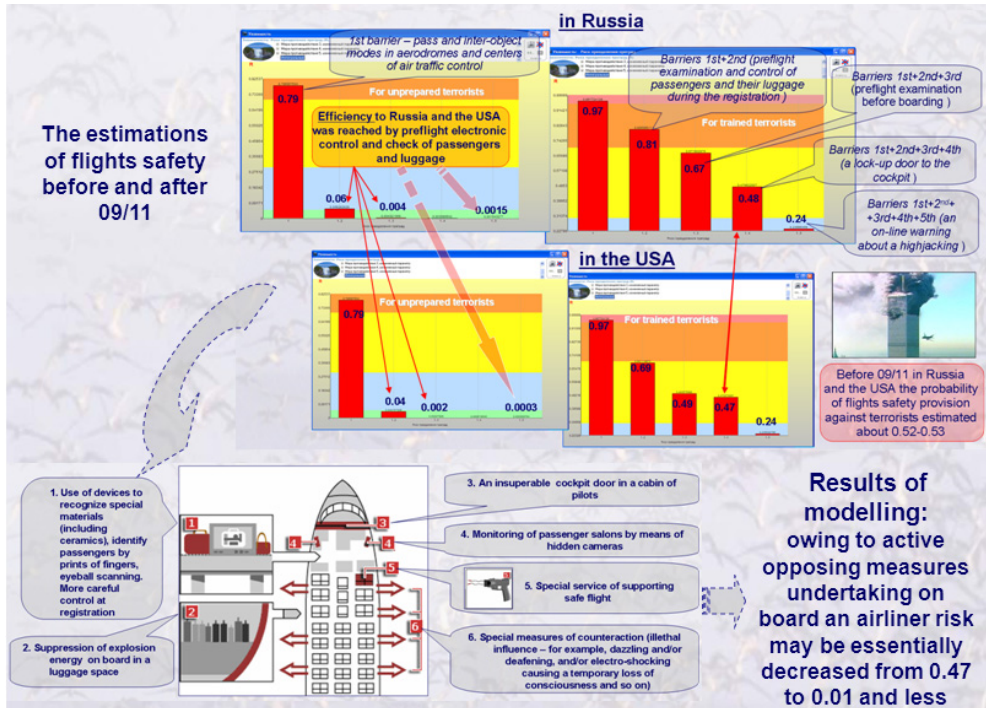 in Russia
The estimations
of flights safety
before and after
09/11
1st barrier – pass and inter-object
modes in aerodromes and centers
of air traffic control
For unprepared terrorists
0.79
Efficiency to Russia and the USA
was reached by preflight electronic
control and check of passengers
and luggage
0.06
0.004
0.0015
Barriers 1st+2nd (preflight
examination and control of
passengers and their luggage
during the registration )
Barriers 1st+2nd+3rd
(preflight examination
before boarding )
For trained terrorists
0.97
0.81
0.67
0.48
0.24
Barriers 1st+2nd+3rd+4th
(a lock-up door to the
cockpit )
Barriers 1st+2nd+
+3rd+4th+5th (an
on-line warning
about a highjacking )
in the USA
For unprepared terrorists
0.79
0.04
0.002
0.0003
For trained terrorists
0.97
0.69
0.49
0.47
0.24
Before 09/11 in Russia
and the USA the probability
of flights safety provision
against terrorists estimated
about 0.52-0.53
1. Use of devices to
recognize special
materials
(including ceramics), identify
passengers by
prints of fingers,
eyeball scanning.
More careful
control at
registration
2. Suppression of explosion
energy on board in a
luggage space
1
2
3
4
4
5
6
3. An insuperable cockpit door in a cabin of
pilots
4. Monitoring of passenger salons by means of
hidden cameras
5. Special service of supporting
safe flight
6. Special measures of counteraction (illethal
influence – for example, dazzling and/or
deafening, and/or electro-shocking
causing a temporary loss of
consciousness and so on)
Results of
modelling:
owing to active
opposing measures
undertaking on
board an airliner risk
may be essentially
decreased from 0.47
to 0.01 and less